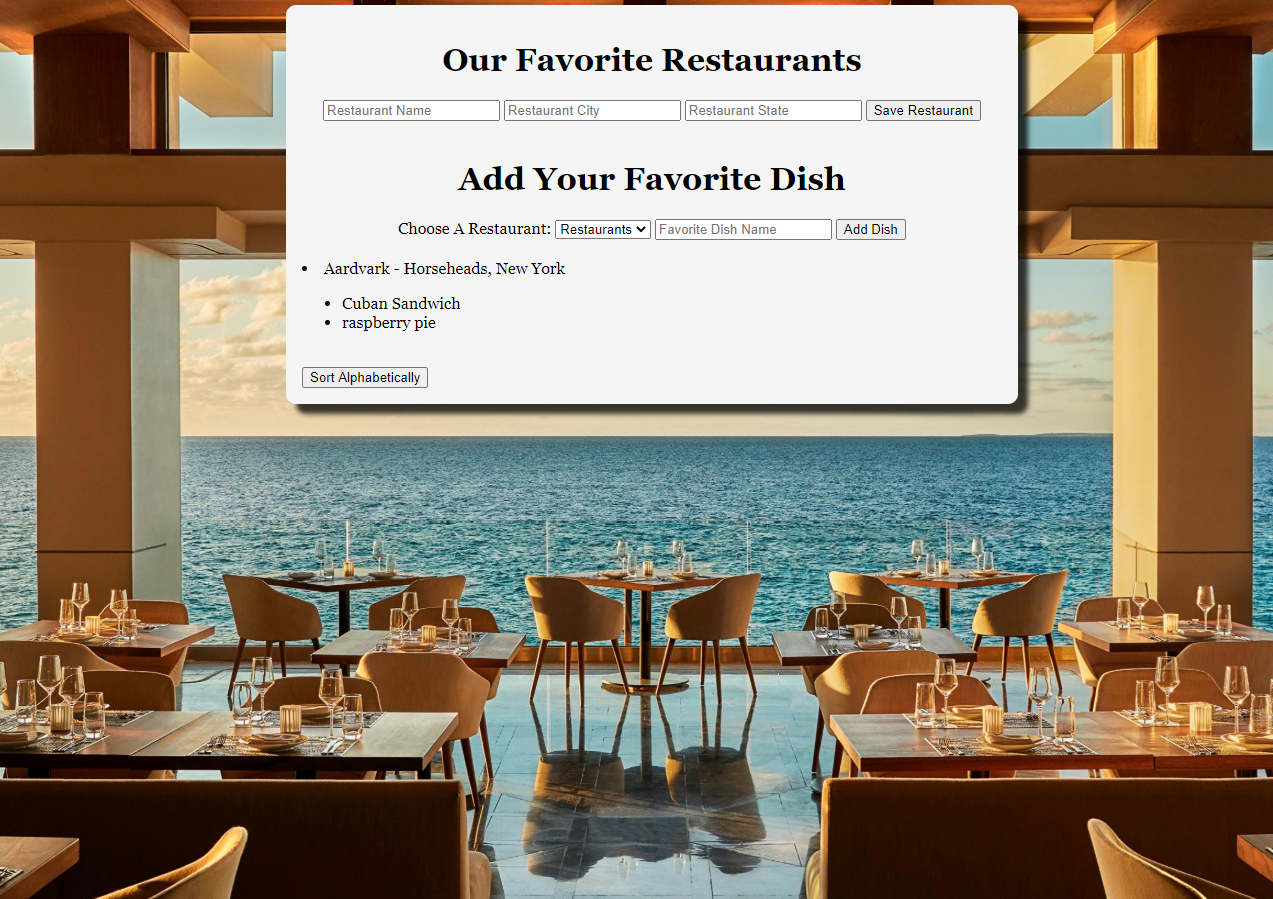 Our Favorite Restaurants
Restaurant Name Restaurant City Restaurant State Save Restaurant
Add Your Favorite Dish
Choose A Restaurant: Restaurants Favorite Dish Name Add Dish
Aardvark - Horseheads, New York
Cuban Sandwich
raspberry pie
Sort Alphabetically